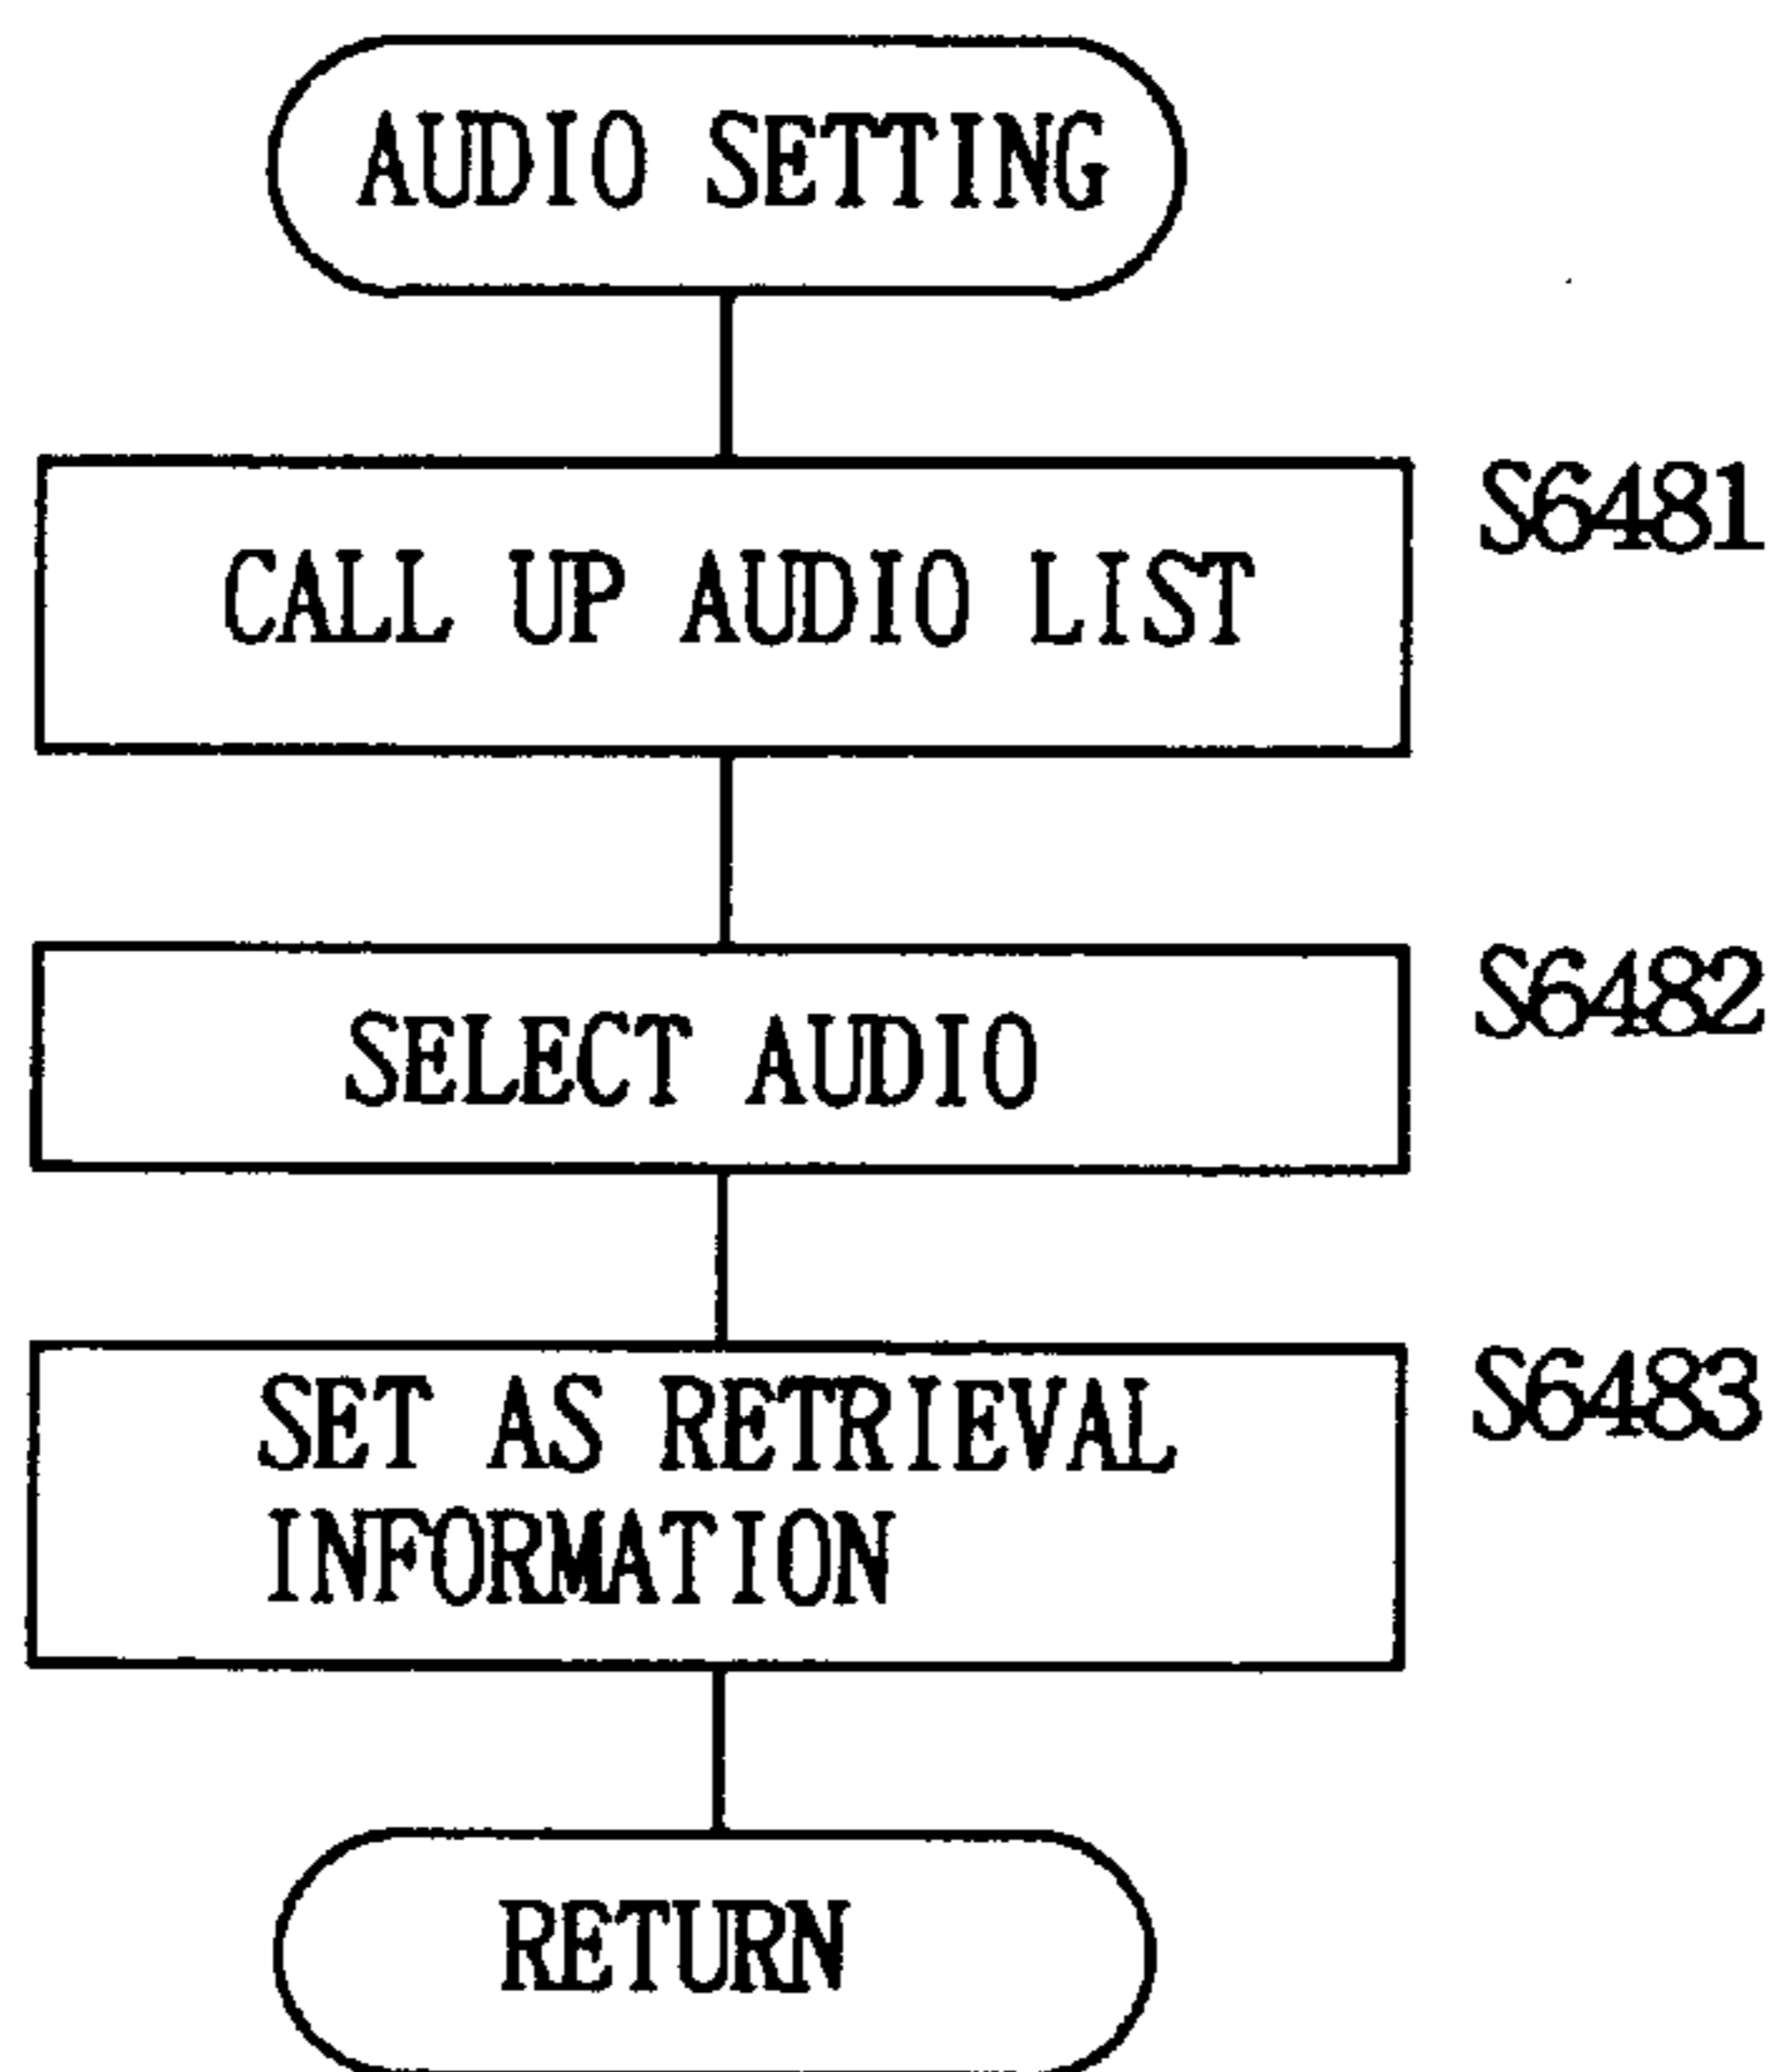 AUDIO SETTING
S6481
CALL UP AUDIO LIST
S6482
SELECT AUDIO
S6483
SET AS RETRIEVAL
INFORMATION
RETURN